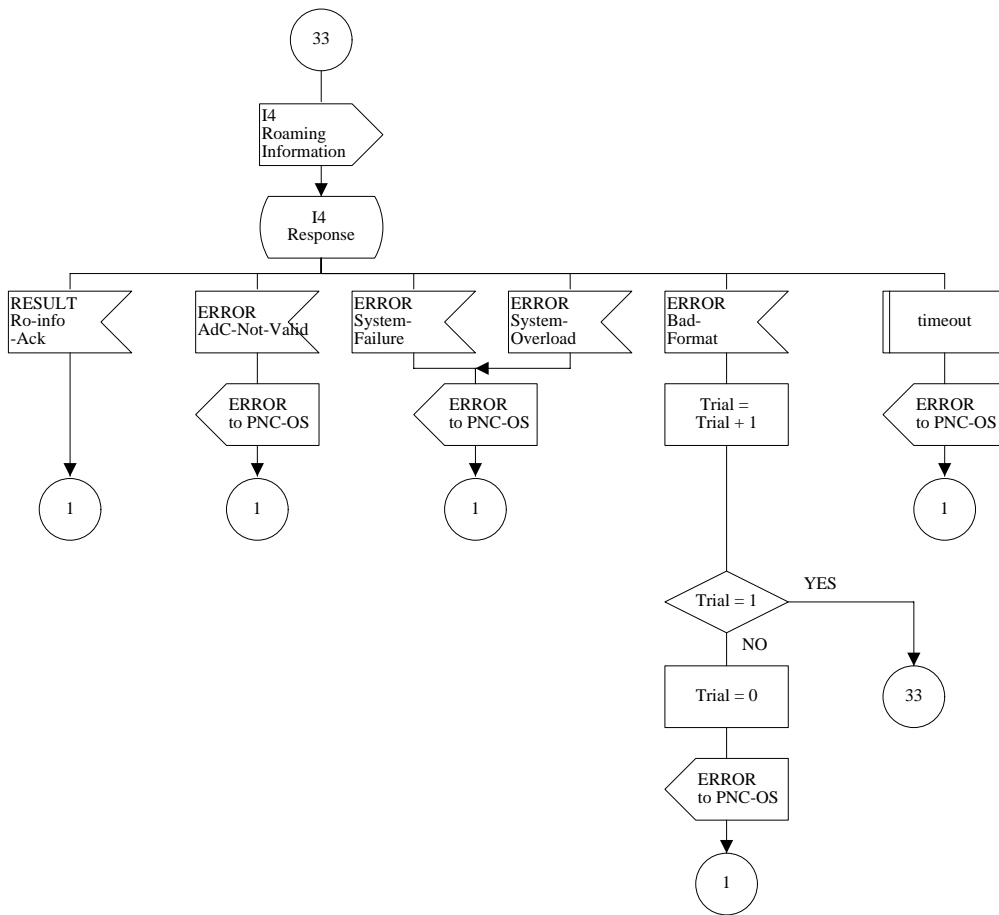 33
I4
Roaming
Information
I4
Response
RESULT
Ro-info
-Ack
ERROR
AdC-Not-Valid
ERROR
System-
Failure
ERROR
System-
Overload
ERROR
Bad-
Format
timeout
ERROR
to PNC-OS
ERROR
to PNC-OS
Trial =
Trial + 1
ERROR
to PNC-OS
1
1
1
1
Trial = 1
YES
NO
Trial = 0
33
ERROR
to PNC-OS
1